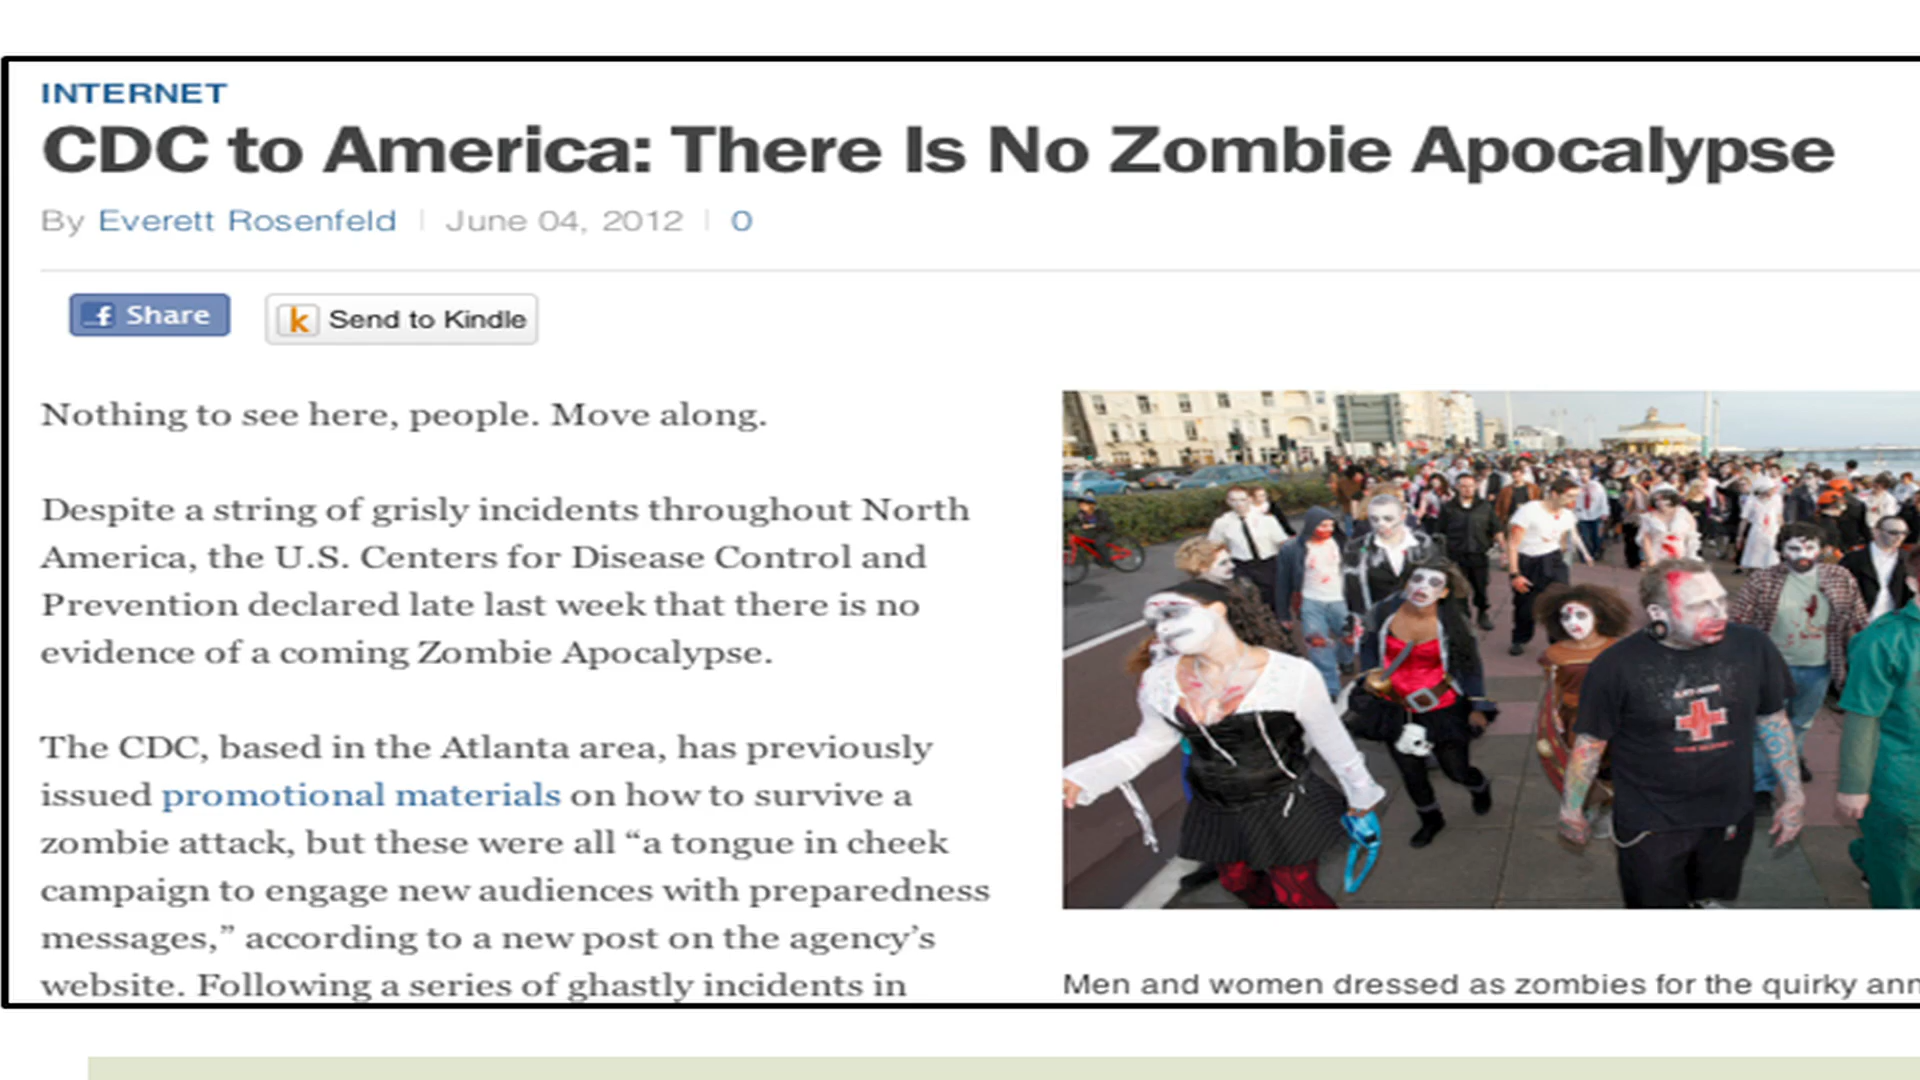 INTERNET
CDC to America: There Is No Zombie Apocalypse
By Everett Rosenfeld | June 04, 2012 | 0
Share
k Send to Kindle
Nothing to see here, people. Move along.
Despite a string of grisly incidents throughout North
America, the U.S. Centers for Disease Control and
Prevention declared late last week that there is no
evidence of a coming Zombie Apocalypse.
The CDC, based in the Atlanta area, has previously
issued promotional materials on how to survive a
zombie attack, but these were all “a tongue in cheek
campaign to engage new audiences with preparedness
messages,” according to a new post on the agency’s
website. Following a series of ghastly incidents in
Men and women dressed as zombies for the quirky ann